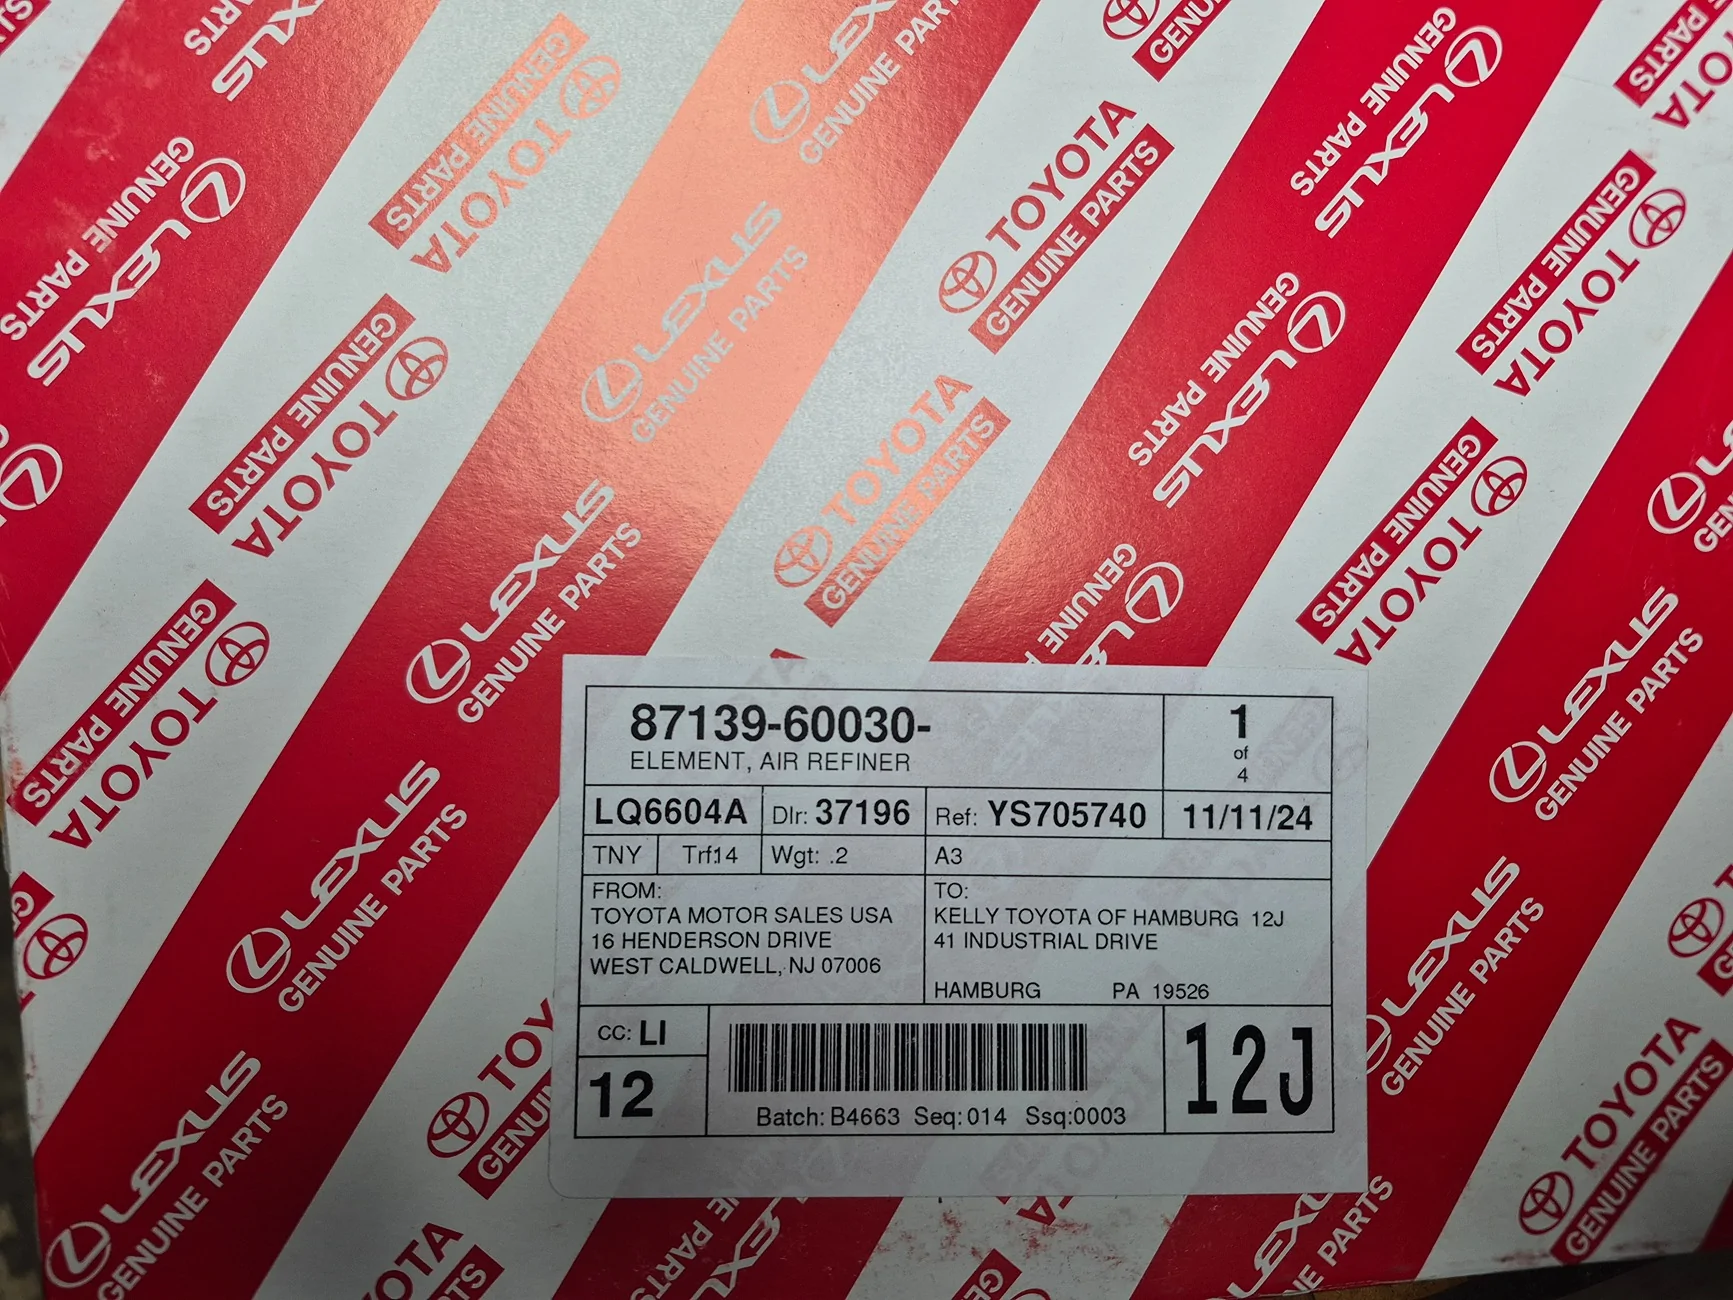 LEXUS
GENUINE PARTS
TOYOTA
GENUINE PARTS
87139-60030-
ELEMENT, AIR REFINER
1
of
4
LQ6604A
Dlr: 37196
Ref: YS705740
11/11/24
TNY
Trf:14
Wgt: .2
A3
FROM:
TOYOTA MOTOR SALES USA
16 HENDERSON DRIVE
WEST CALDWELL, NJ 07006
TO:
KELLY TOYOTA OF HAMBURG 12J
41 INDUSTRIAL DRIVE
HAMBURG PA 19526
CC: LI
12
Batch: B4663 Seq: 014 Ssq:0003
12J